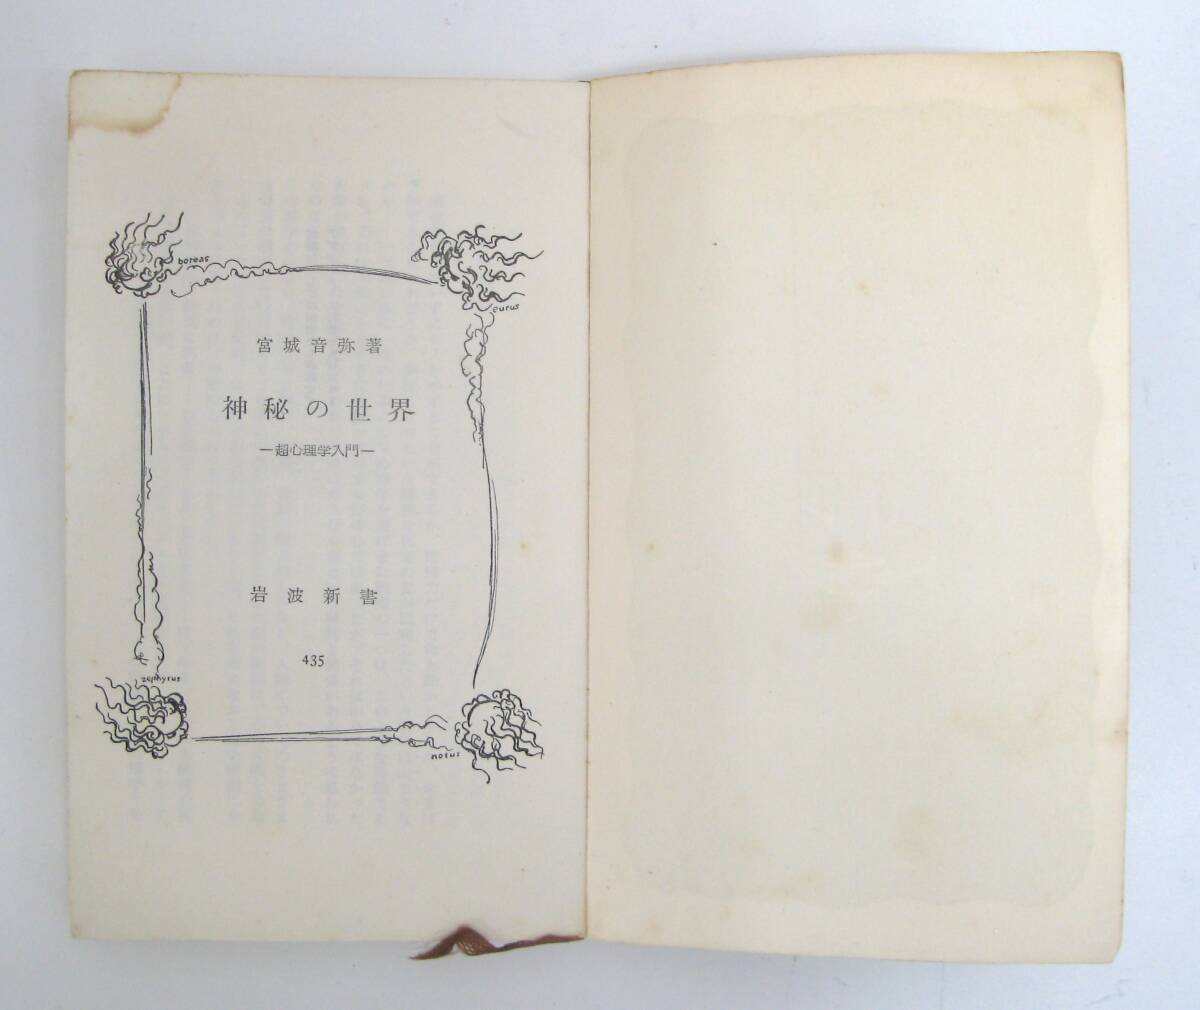 boreas
eurus
宮城音弥著
神秘の世界
—超心理学入門—
岩波新書
435
zephyrus
notus